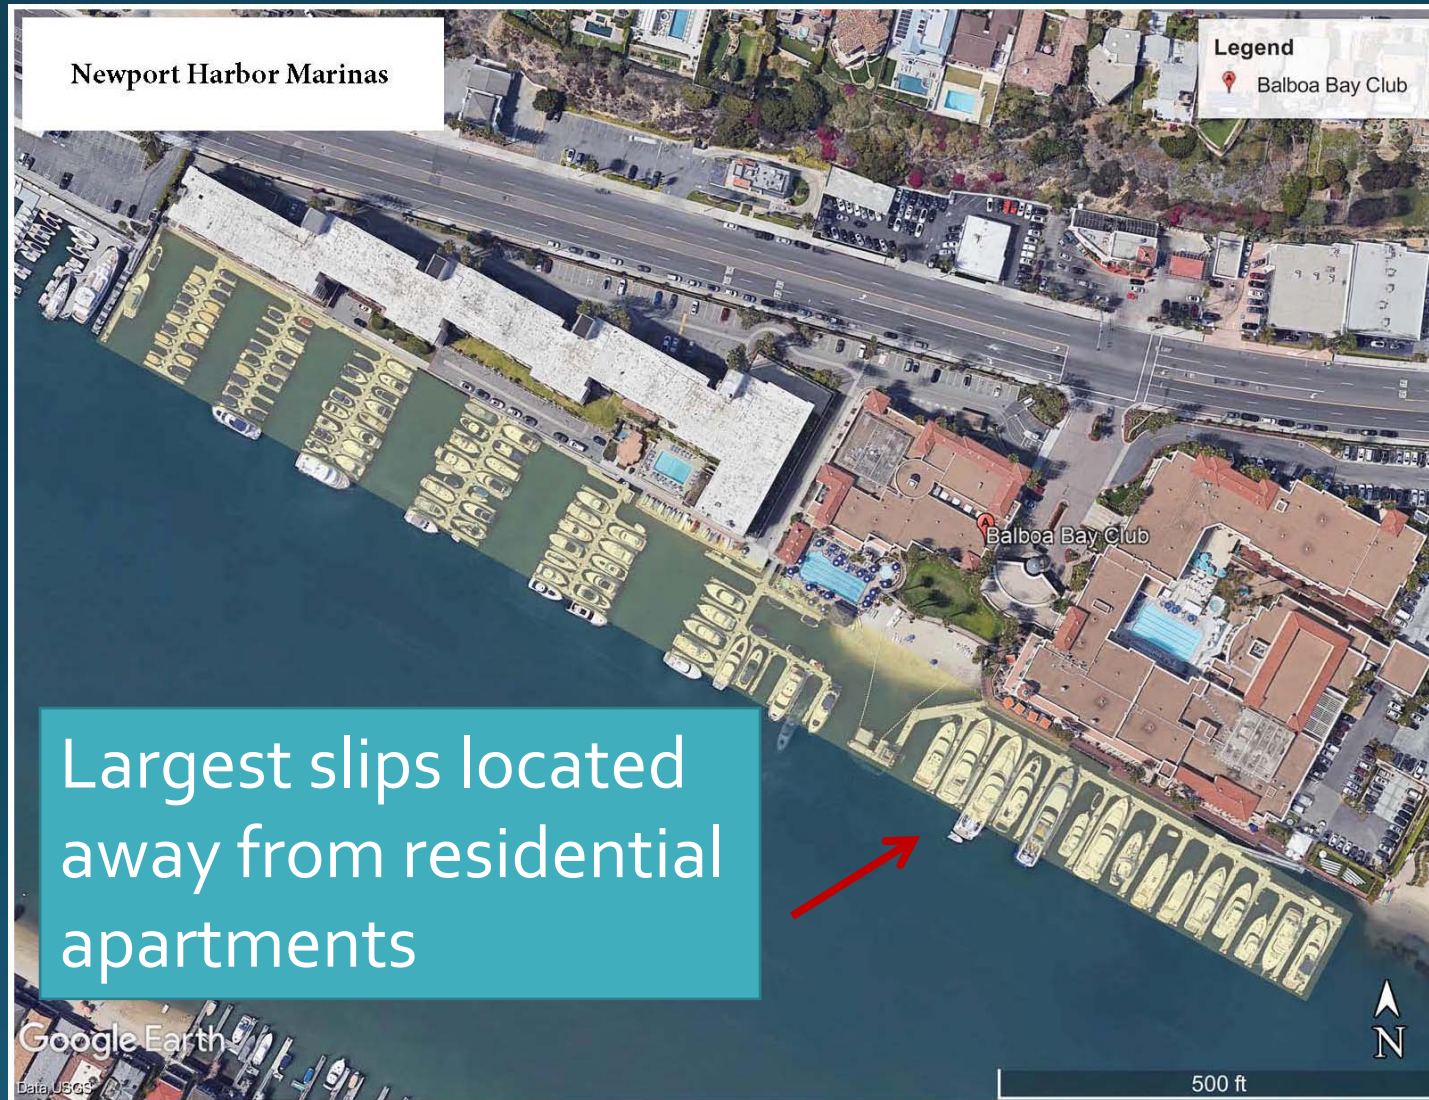 Newport Harbor Marinas
Legend
Balboa Bay Club
A
Balboa Bay Club
Largest slips located
away from residential
apartments
Google Earth
Data USGS
N
500 ft